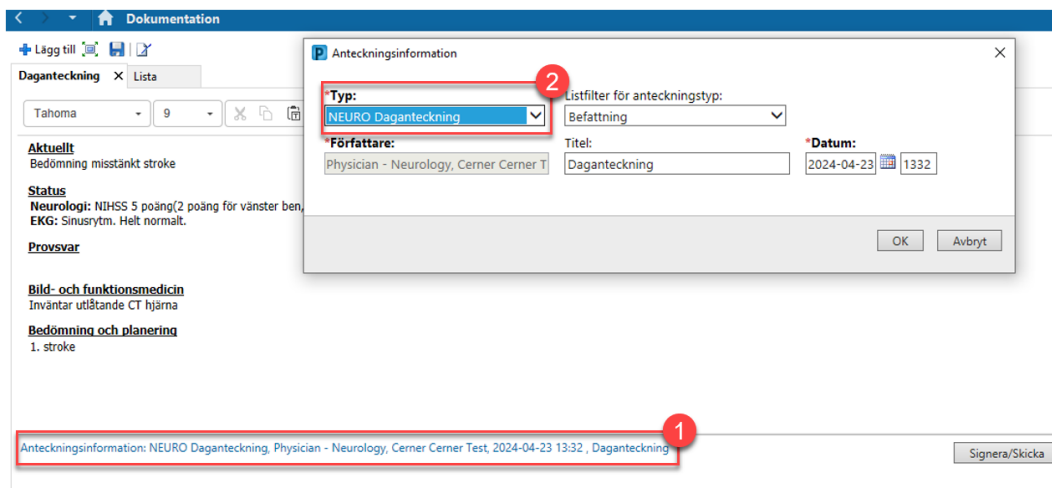 Dokumentation
Lägg till
Daganteckning Lista
Tahoma 9
Aktuellt
Bedömning misstänkt stroke
Status
Neurologi: NIHSS 5 poäng(2 poäng för vänster ben,
EKG: Sinusrytm. Helt normalt.
Provsvar
Bild- och funktionsmedicin
Inväntar utlåtande CT hjärna
Bedömning och planering
1. stroke
Anteckningsinformation
2
*Typ: Listfilter för anteckningstyp:
NEURO Daganteckning Befattning
*Författare: Titel: *Datum:
Physician - Neurology, Cerner Cerner T Daganteckning 2024-04-23 1332
OK Avbryt
1
Anteckningsinformation: NEURO Daganteckning, Physician - Neurology, Cerner Cerner Test, 2024-04-23 13:32 , Daganteckning
Signera/Skicka